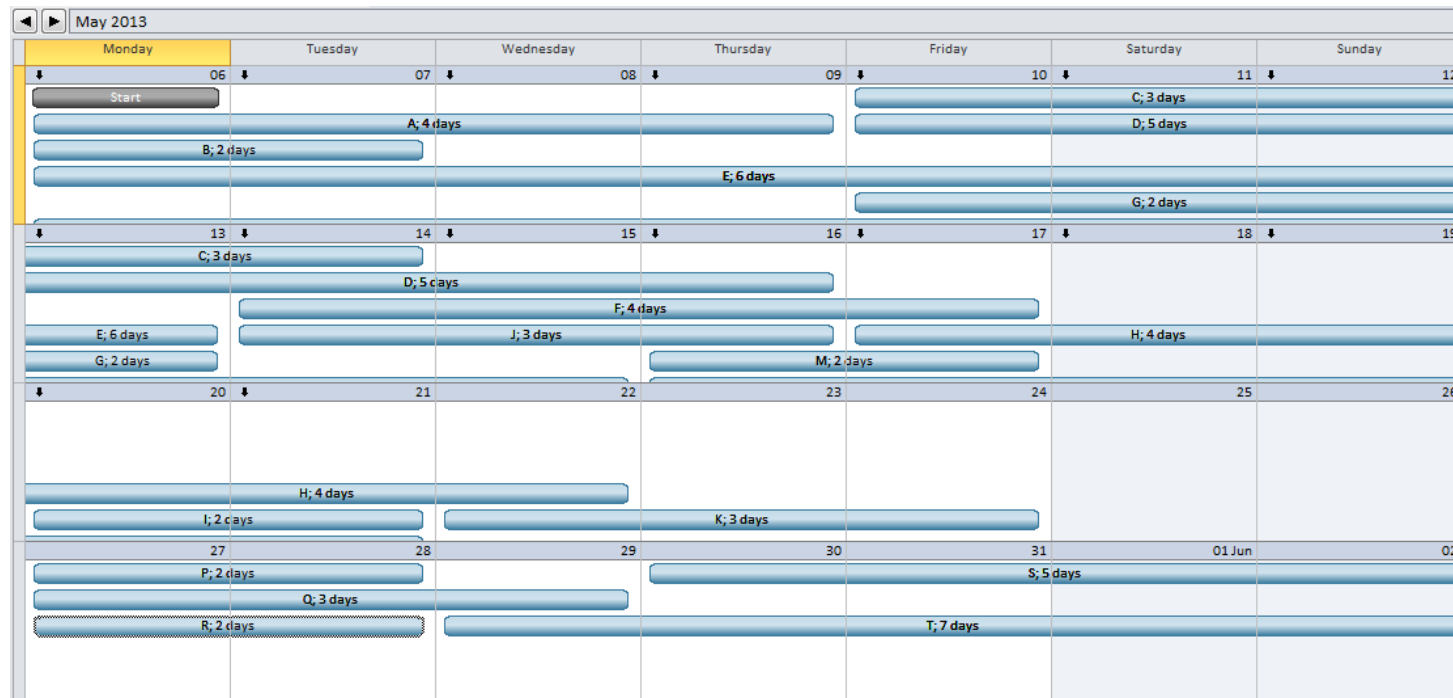 May 2013
Monday Tuesday Wednesday Thursday Friday Saturday Sunday
06 07 08 09 10 11 12
Start C; 3 days
A; 4 days D; 5 days
B; 2 days
E; 6 days
G; 2 days
13 14 15 16 17 18 19
C; 3 days
D; 5 days
F; 4 days
E; 6 days J; 3 days H; 4 days
G; 2 days M; 2 days
20 21 22 23 24 25 26
H; 4 days
I; 2 days K; 3 days
27 28 29 30 31 01 Jun 02
P; 2 days S; 5 days
Q; 3 days
R; 2 days T; 7 days